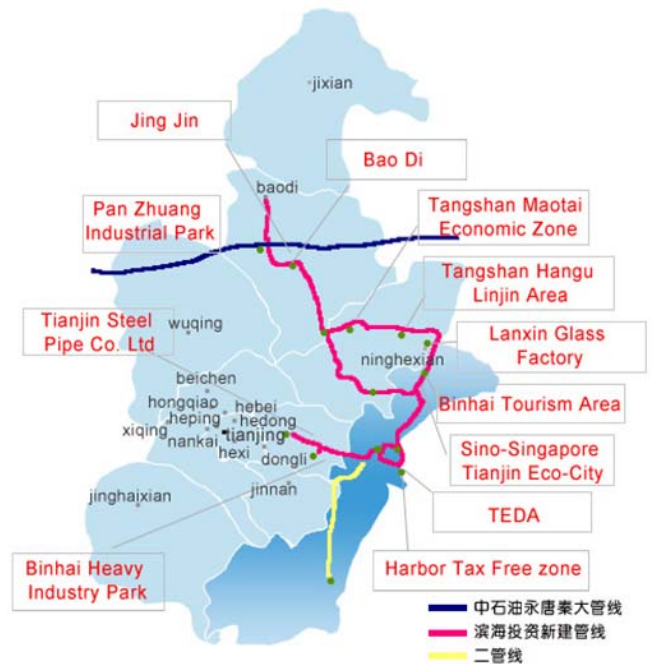 jixian
Jing Jin
Bao Di
baodi
Pan Zhuang
Industrial Park
Tangshan Maotai
Economic Zone
Tangshan Hangu
Linjin Area
Tianjin Steel
Pipe Co. Ltd
wuqing
Lanxin Glass
Factory
ninghexian
beichen
hongqiao
hebei
heping
hedong
xiqing
tianjing
nankai
hexi
dongli
Binhai Tourism Area
Sino-Singapore
Tianjin Eco-City
jinghaixian
jinnan
TEDA
Binhai Heavy
Industry Park
Harbor Tax Free zone
中石油永唐秦大管线
滨海投资新建管线
二管线